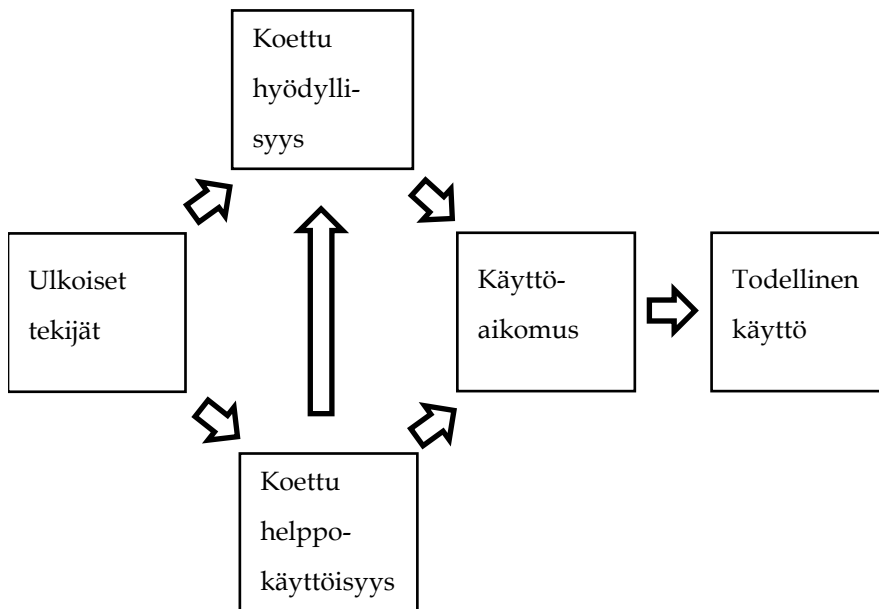 Koettu
hyödylli-
syys
Ulkoiset
tekijät
Käyttö-
aikomus
Todellinen
käyttö
Koettu
helppo-
käyttöisyys